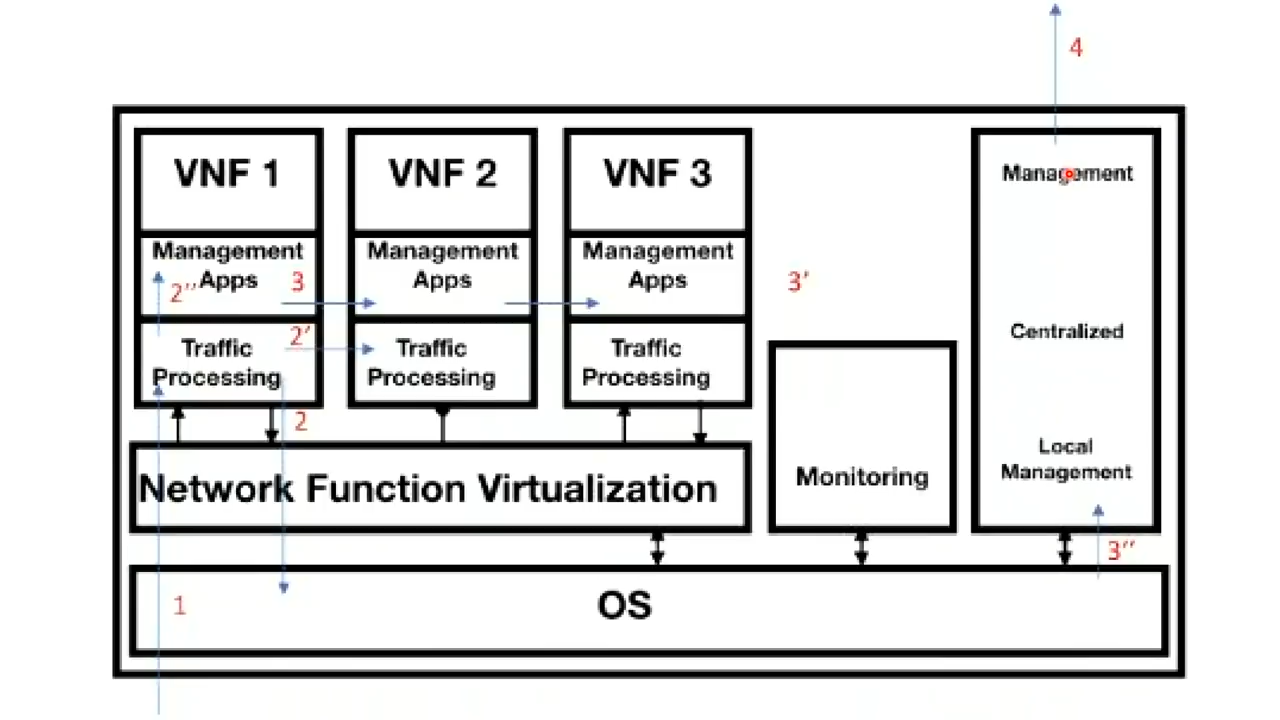 4
VNF 1
VNF 2
VNF 3
Management
Management
Apps
Management
Apps
Management
Apps
2''
3
3'
2'
Traffic
Processing
Traffic
Processing
Traffic
Processing
Centralized
2
Local
Management
Monitoring
Network Function Virtualization
3''
1
OS